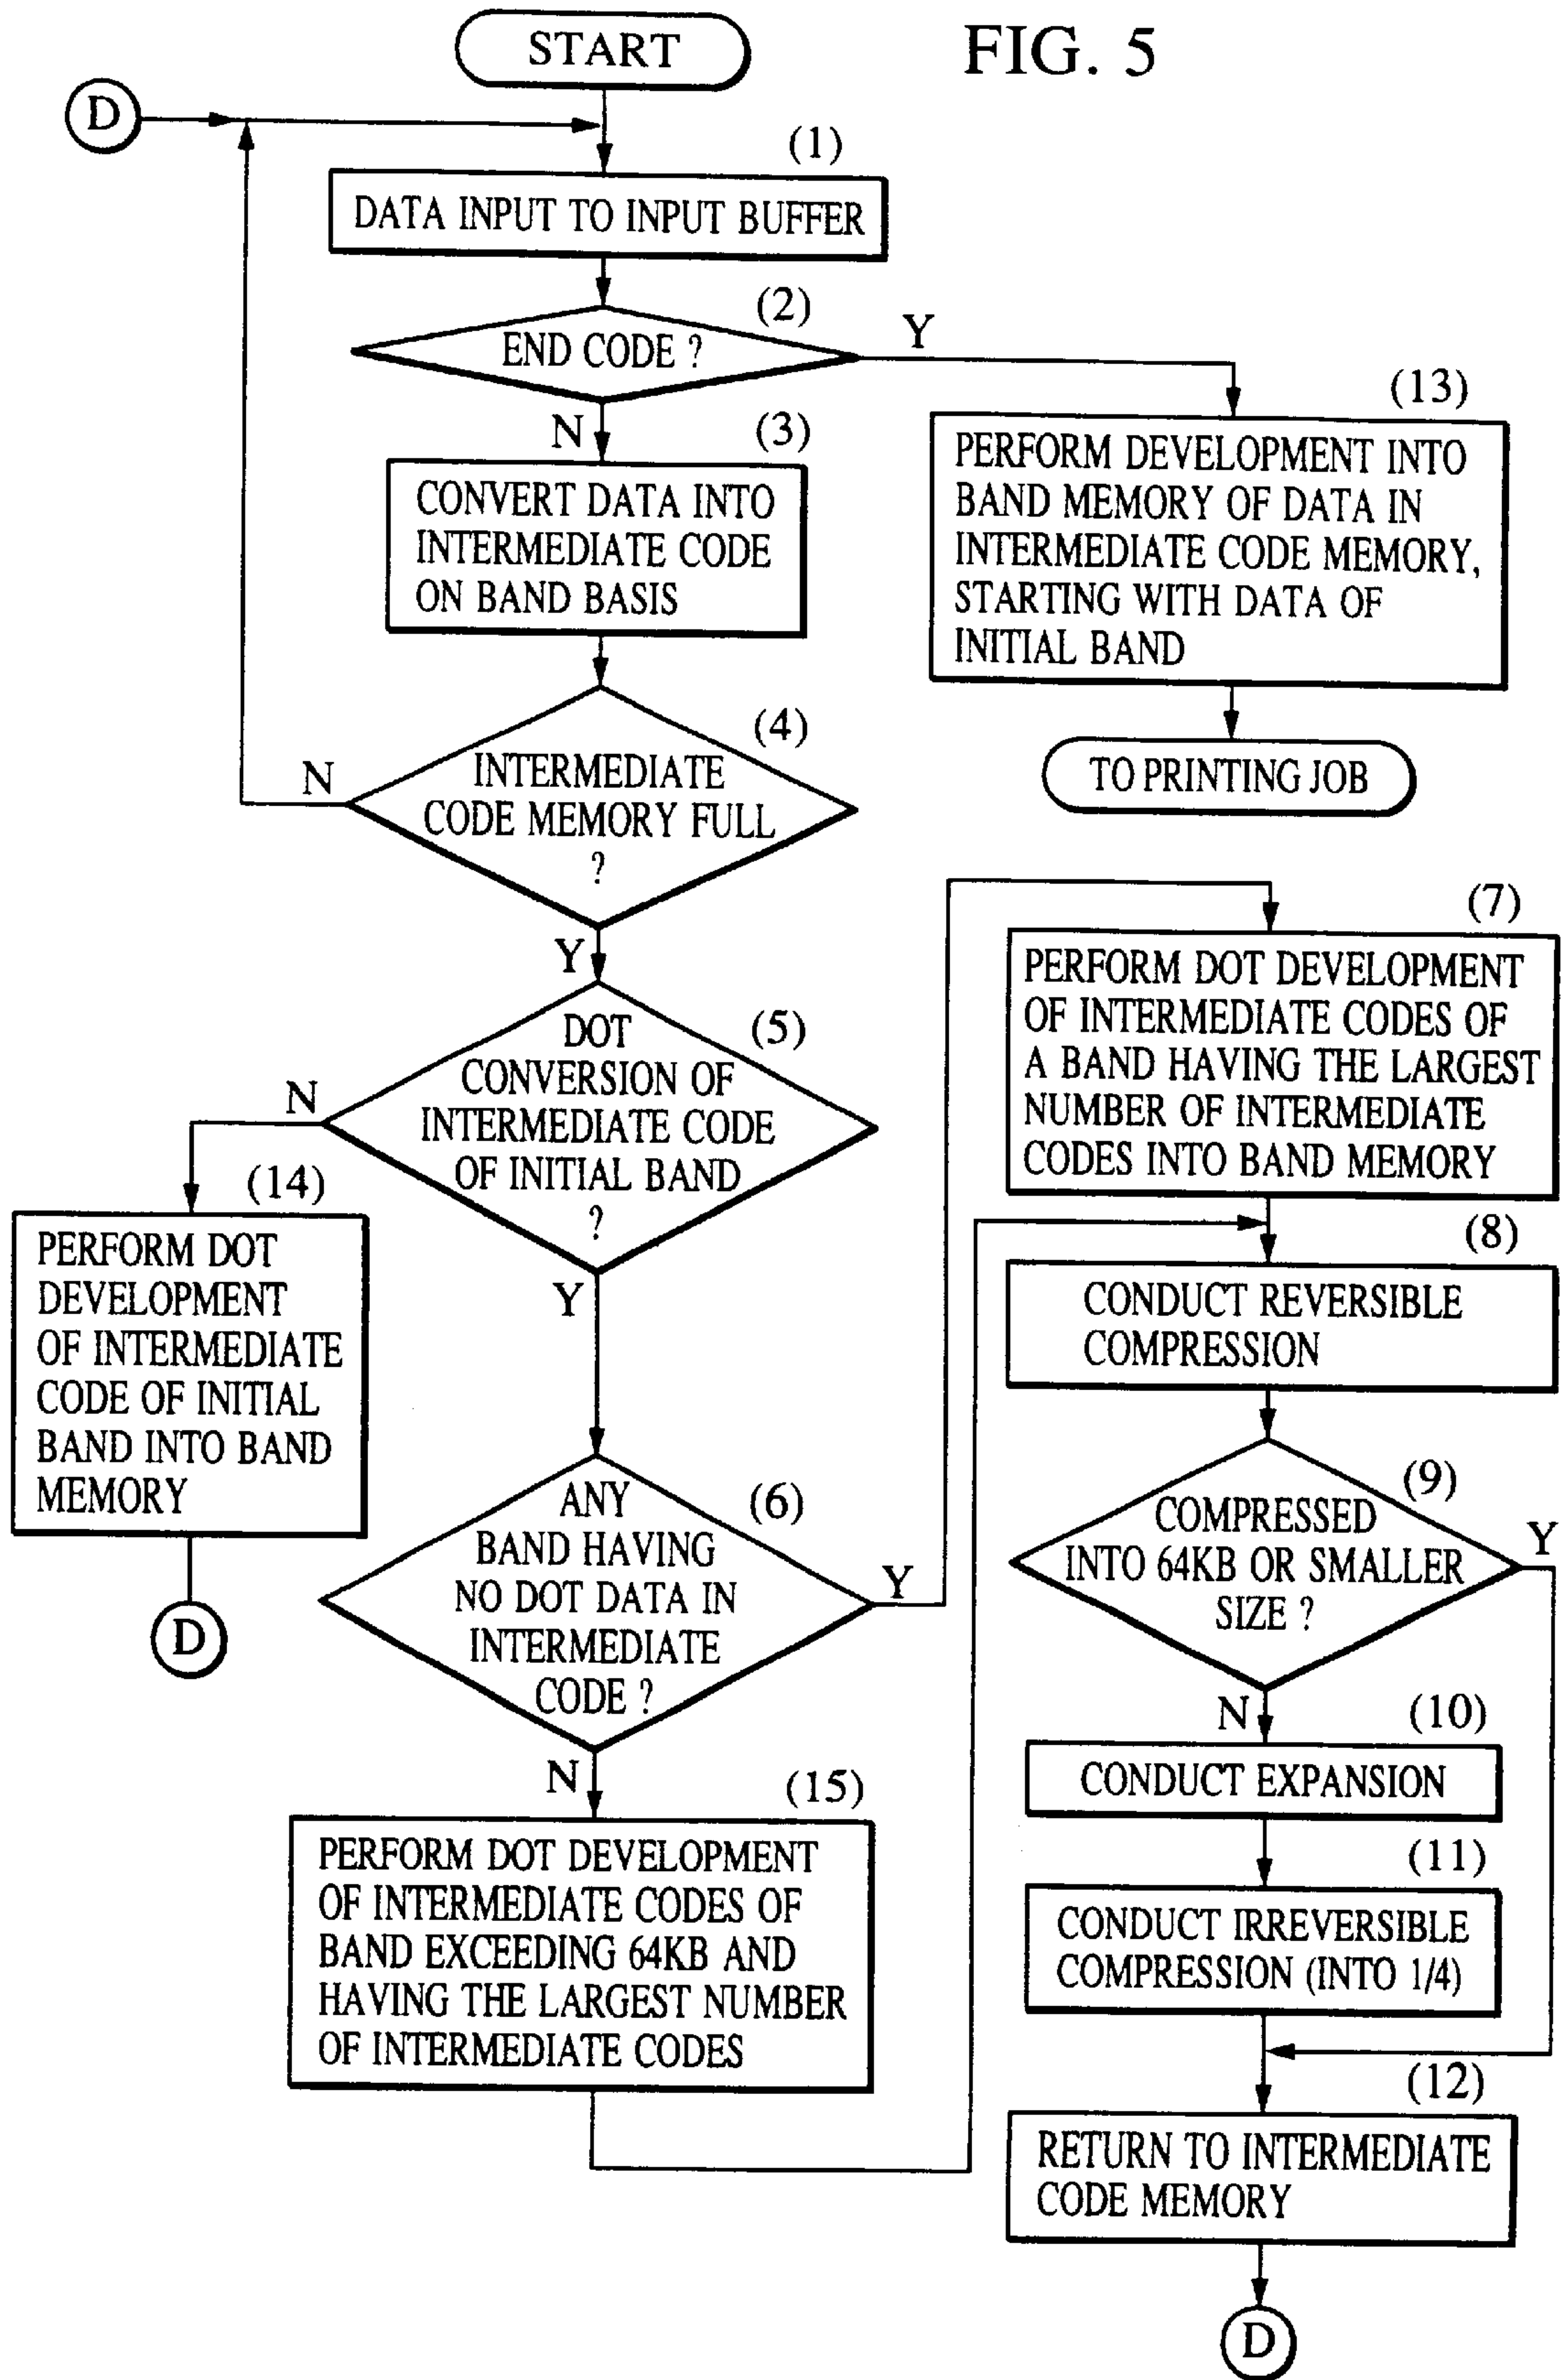 START
FIG. 5
D
(1)
DATA INPUT TO INPUT BUFFER
(2)
END CODE ?
Y
N
(3)
CONVERT DATA INTO
INTERMEDIATE CODE
ON BAND BASIS
(13)
PERFORM DEVELOPMENT INTO
BAND MEMORY OF DATA IN
INTERMEDIATE CODE MEMORY,
STARTING WITH DATA OF
INITIAL BAND
TO PRINTING JOB
(4)
INTERMEDIATE
CODE MEMORY FULL
?
N
Y
(5)
DOT
CONVERSION OF
INTERMEDIATE CODE
OF INITIAL BAND
?
N
Y
(14)
PERFORM DOT
DEVELOPMENT
OF INTERMEDIATE
CODE OF INITIAL
BAND INTO BAND
MEMORY
D
(6)
ANY
BAND HAVING
NO DOT DATA IN
INTERMEDIATE
CODE ?
Y
N
(15)
PERFORM DOT DEVELOPMENT
OF INTERMEDIATE CODES OF
BAND EXCEEDING 64KB AND
HAVING THE LARGEST NUMBER
OF INTERMEDIATE CODES
(7)
PERFORM DOT DEVELOPMENT
OF INTERMEDIATE CODES OF
A BAND HAVING THE LARGEST
NUMBER OF INTERMEDIATE
CODES INTO BAND MEMORY
(8)
CONDUCT REVERSIBLE
COMPRESSION
(9)
COMPRESSED
INTO 64KB OR SMALLER
SIZE ?
Y
N
(10)
CONDUCT EXPANSION
(11)
CONDUCT IRREVERSIBLE
COMPRESSION (INTO 1/4)
(12)
RETURN TO INTERMEDIATE
CODE MEMORY
D